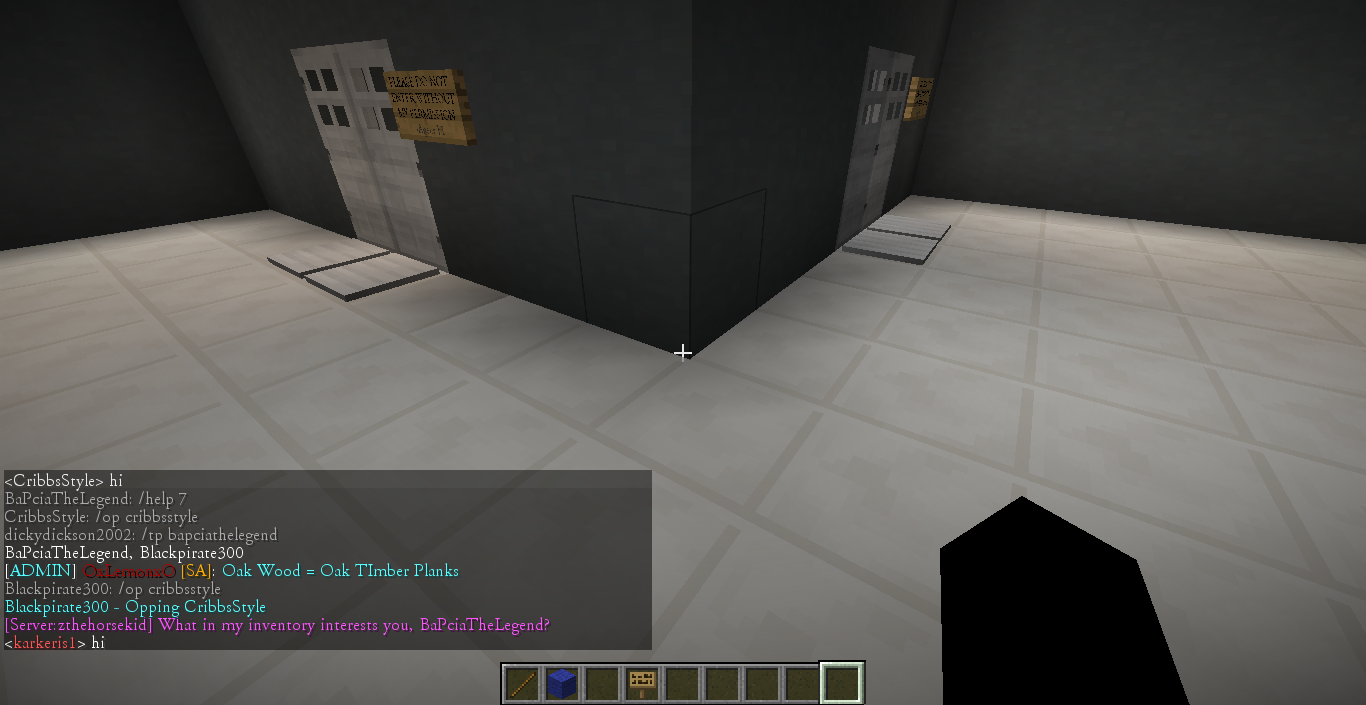 PLEASE DO NOT
ENTER WITHOUT
MY PERMISSION
<CribbsStyle> hi
BaPciaTheLegend: /help 7
CribbsStyle: /op cribbsstyle
dickydickson2002: /tp bapciathelegend
BaPciaTheLegend, Blackpirate300
[ADMIN] OxLemonxO [SA]: Oak Wood = Oak TImber Planks
Blackpirate300: /op cribbsstyle
Blackpirate300 - Opping CribbsStyle
[Server:zthehorsekid] What in my inventory interests you, BaPciaTheLegend?
<karkeris1> hi